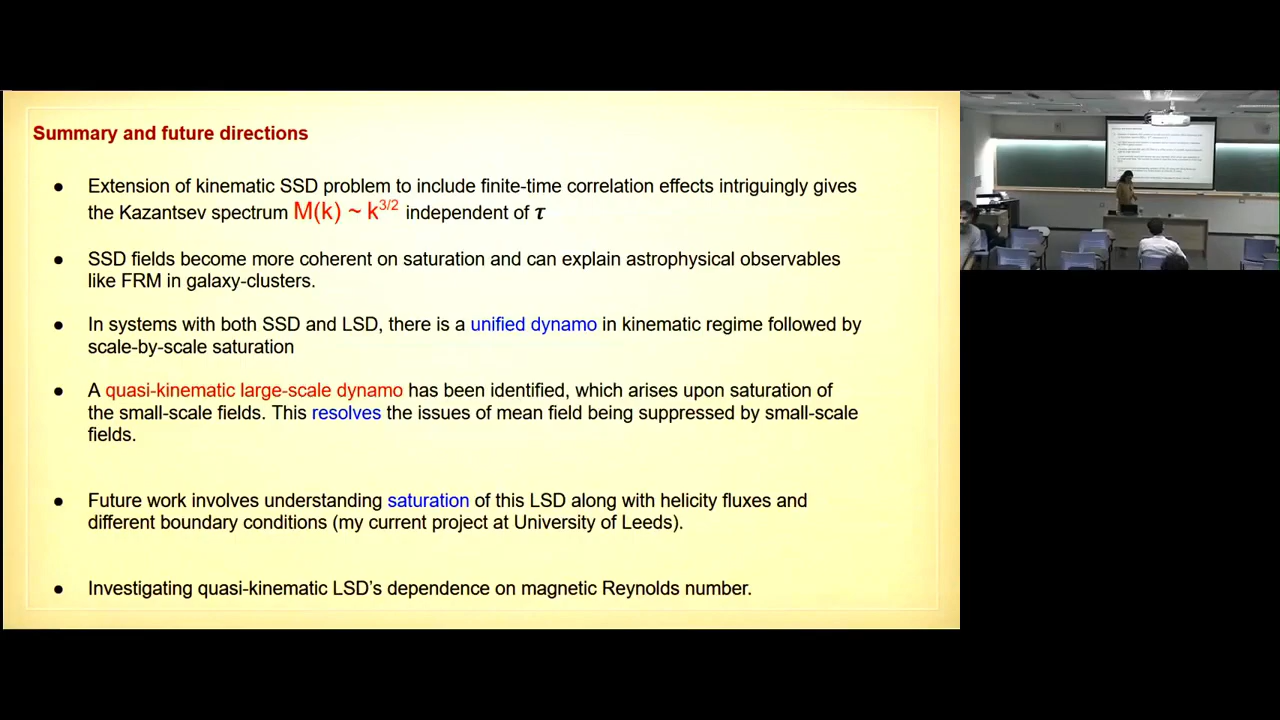 Summary and future directions
● Extension of kinematic SSD problem to include finite-time correlation effects intriguingly gives
the Kazantsev spectrum M(k) ~ k^3/2 independent of τ
● SSD fields become more coherent on saturation and can explain astrophysical observables
like FRM in galaxy-clusters.
● In systems with both SSD and LSD, there is a unified dynamo in kinematic regime followed by
scale-by-scale saturation
● A quasi-kinematic large-scale dynamo has been identified, which arises upon saturation of
the small-scale fields. This resolves the issues of mean field being suppressed by small-scale
fields.
● Future work involves understanding saturation of this LSD along with helicity fluxes and
different boundary conditions (my current project at University of Leeds).
● Investigating quasi-kinematic LSD’s dependence on magnetic Reynolds number.